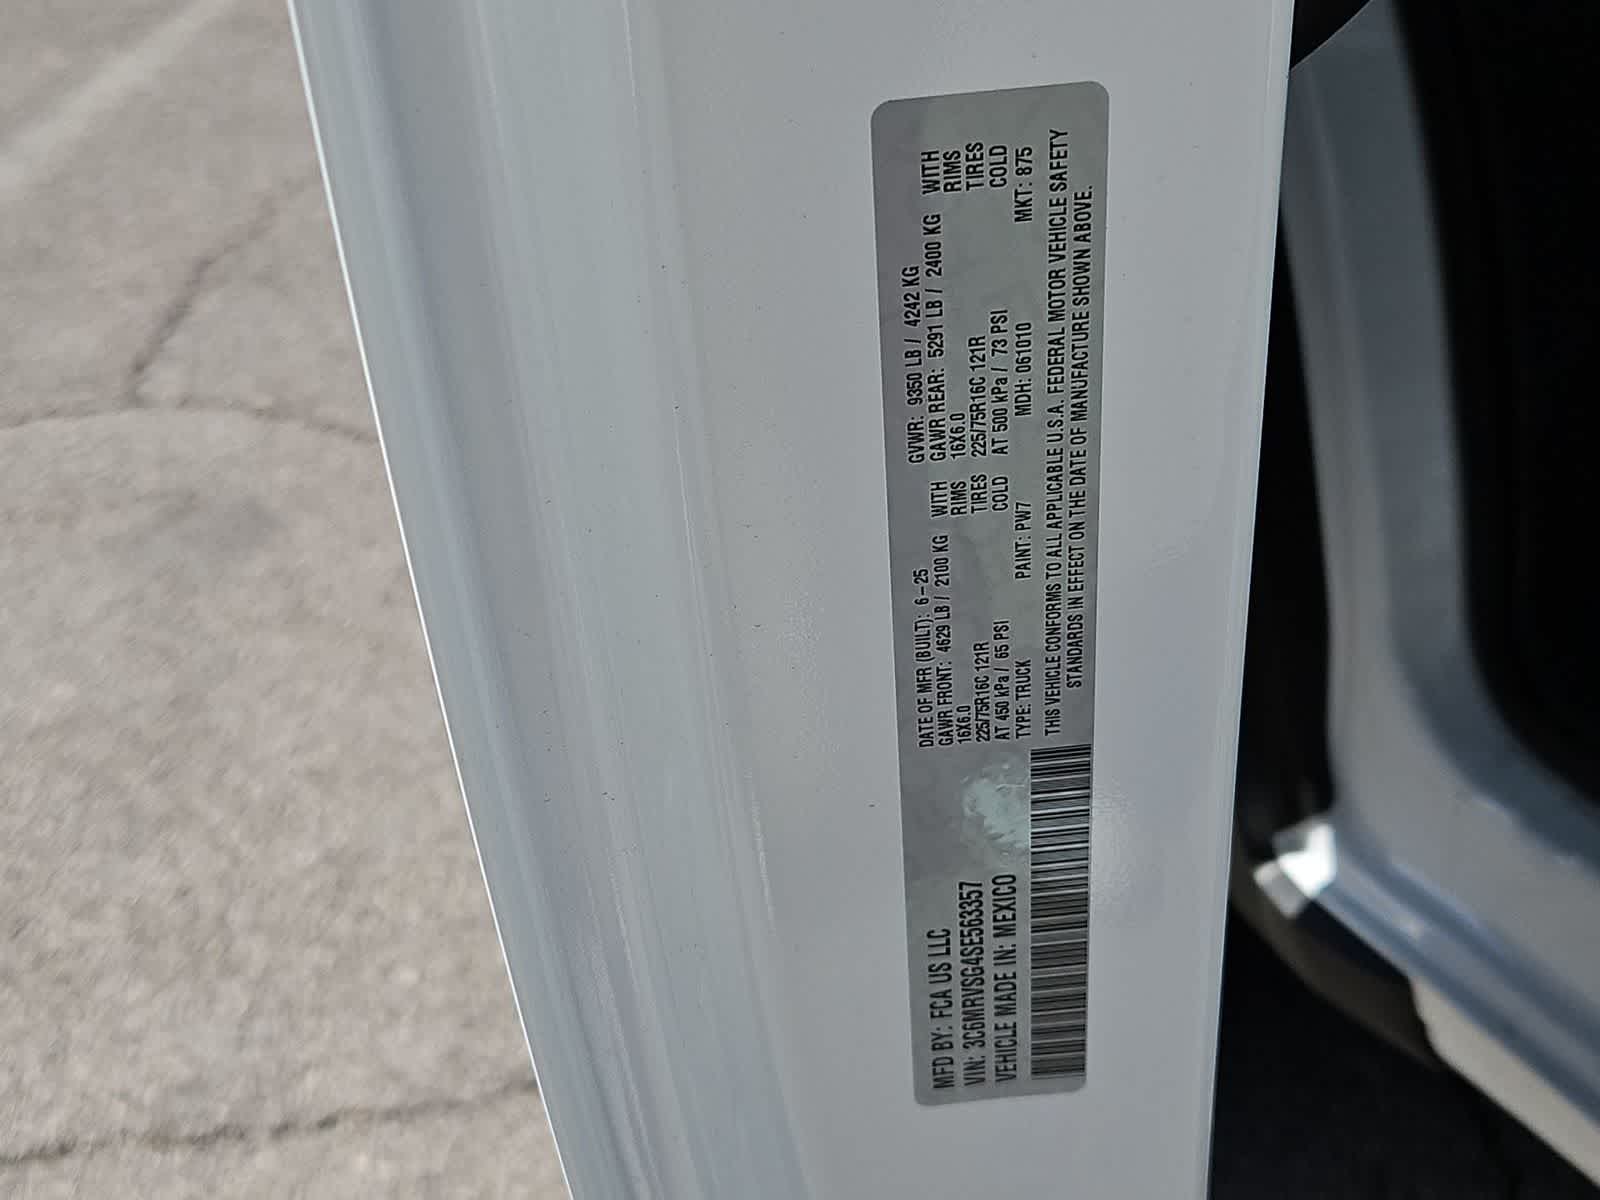 MFD BY: FCA US LLC
VIN: 3C6MRVSG4SE563357
VEHICLE MADE IN: MEXICO
DATE OF MFR (BUILT): 6-25 GVWR: 9350 LB / 4242 KG
GAWR FRONT: 4629 LB / 2100 KG WITH GAWR REAR: 5291 LB / 2400 KG WITH
16X6.0 RIMS 16X6.0 RIMS
225/75R16C 121R TIRES 225/75R16C 121R TIRES
AT 450 kPa / 65 PSI COLD AT 500 kPa / 73 PSI COLD
TYPE: TRUCK PAINT: PW7 MDH: 061010 MKT: 875
THIS VEHICLE CONFORMS TO ALL APPLICABLE U.S.A. FEDERAL MOTOR VEHICLE SAFETY
STANDARDS IN EFFECT ON THE DATE OF MANUFACTURE SHOWN ABOVE.